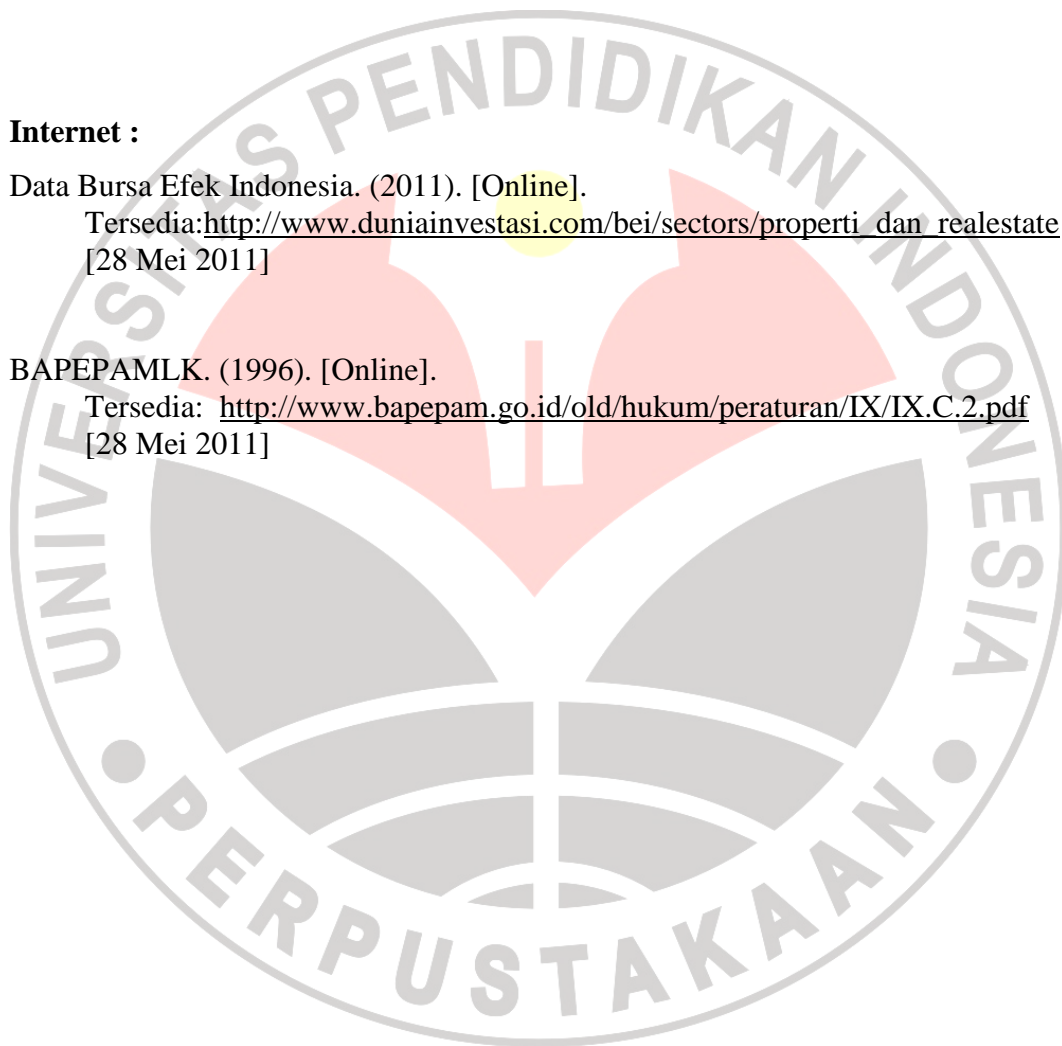 UNIVERSITAS PENDIDIKAN INDONESIA
PERPUSTAKAAN
Internet :
Data Bursa Efek Indonesia. (2011). [Online].
Tersedia:http://www.duniainvestasi.com/bei/sectors/properti_dan_realestate
[28 Mei 2011]
BAPEPAMLK. (1996). [Online].
Tersedia: http://www.bapepam.go.id/old/hukum/peraturan/IX/IX.C.2.pdf
[28 Mei 2011]